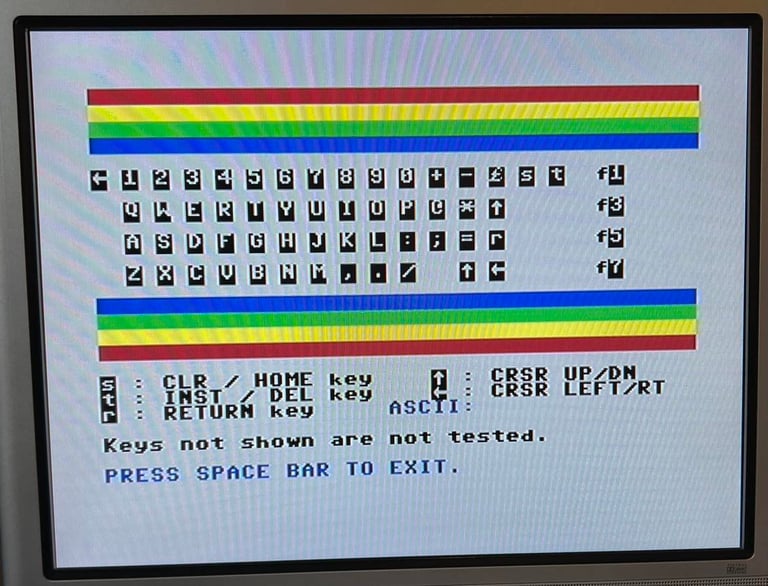 ← 1 2 3 4 5 6 7 8 9 0 + - £ s t f1
Q W E R T Y U I O P @ * ↑ f3
A S D F G H J K L : ; = r f5
Z X C V B N M , . / ↑ ← f7
s : CLR / HOME key ↑ : CRSR UP/DN
t : INST / DEL key ← : CRSR LEFT/RT
r : RETURN key ASCII:
Keys not shown are not tested.
PRESS SPACE BAR TO EXIT.